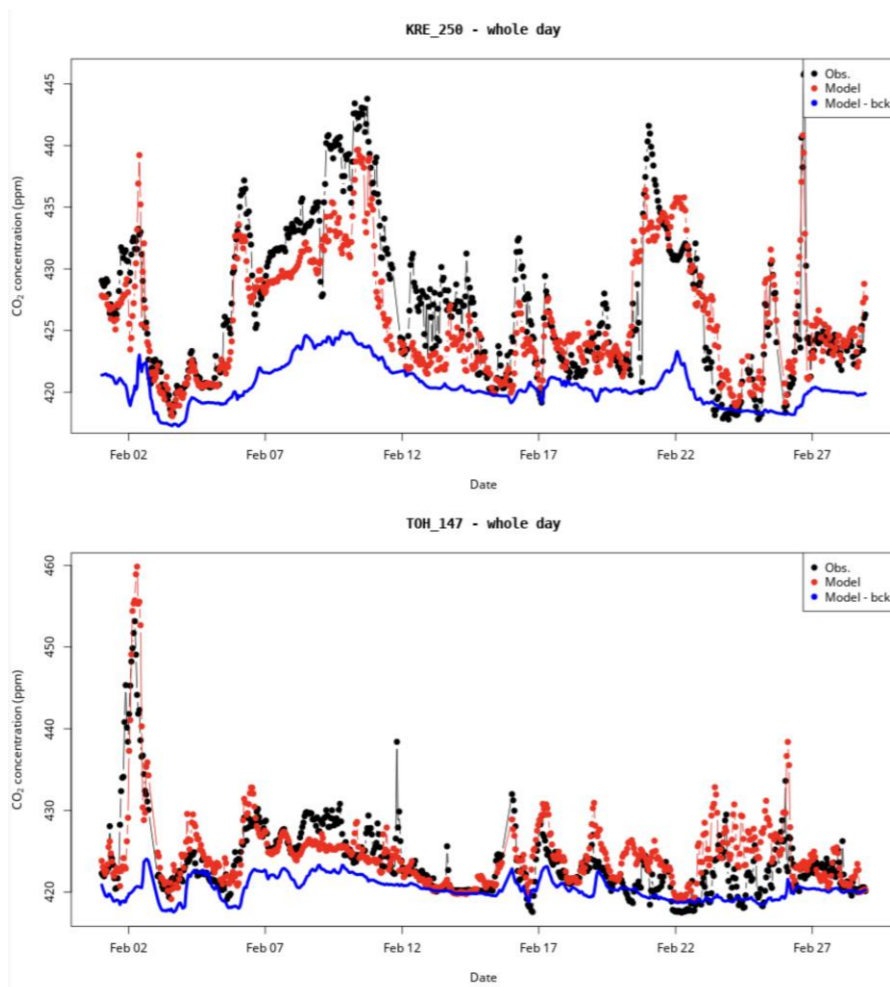 KRE_250 - whole day
Obs.
Model
Model - bck
445
440
435
430
425
420
CO₂ concentration (ppm)
Feb 02 Feb 07 Feb 12 Feb 17 Feb 22 Feb 27
Date
TOH_147 - whole day
Obs.
Model
Model - bck
460
450
440
430
420
CO₂ concentration (ppm)
Feb 02 Feb 07 Feb 12 Feb 17 Feb 22 Feb 27
Date